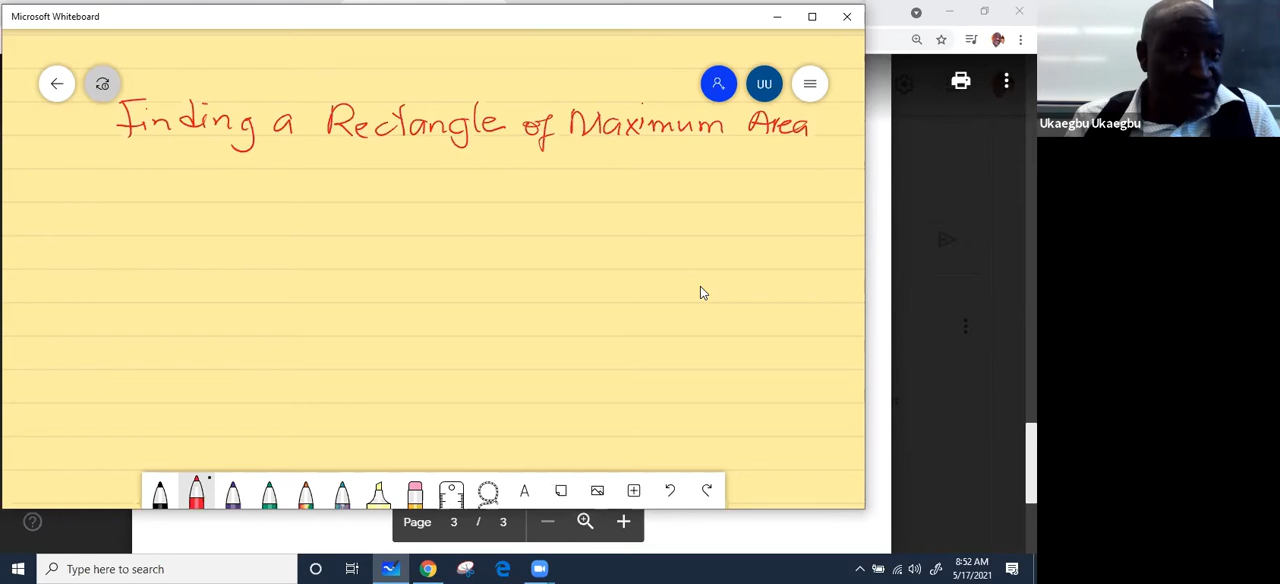 Microsoft Whiteboard
UU
Finding a Rectangle of Maximum Area
Ukaegbu Ukaegbu
A
Page 3 / 3
Type here to search
8:52 AM
5/17/2021